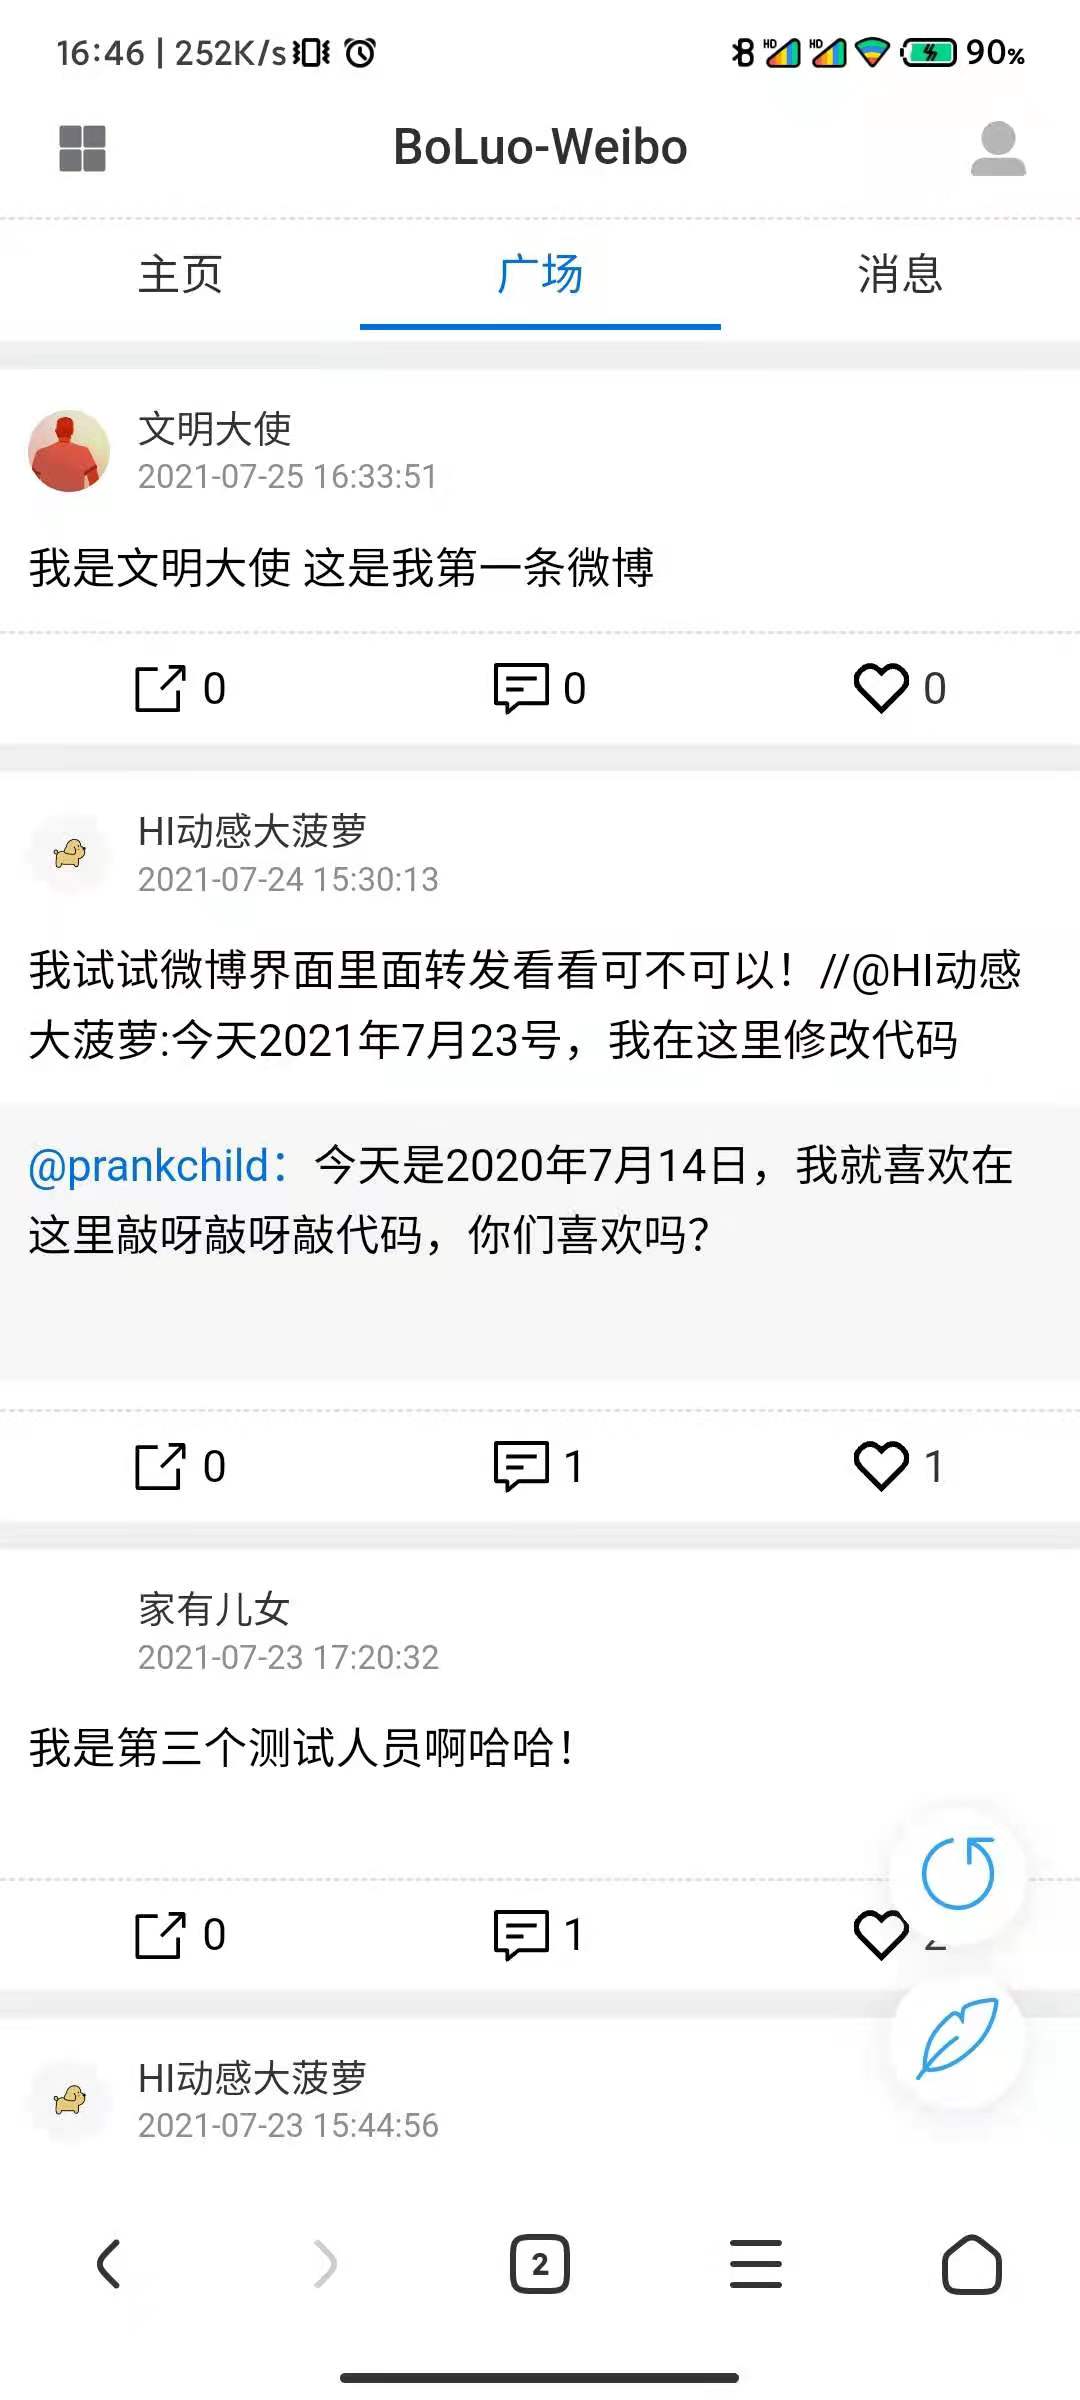 16:46 | 252K/s
HD HD 90%
BoLuo-Weibo
主页 广场 消息
文明大使
2021-07-25 16:33:51
我是文明大使 这是我第一条微博
0 0 0
HI动感大菠萝
2021-07-24 15:30:13
我试试微博界面里面转发看看可不可以！//@HI动感
大菠萝:今天2021年7月23号，我在这里修改代码
@prankchild：今天是2020年7月14日，我就喜欢在
这里敲呀敲呀敲代码，你们喜欢吗？
0 1 1
家有儿女
2021-07-23 17:20:32
我是第三个测试人员啊哈哈！
0 1
HI动感大菠萝
2021-07-23 15:44:56
2